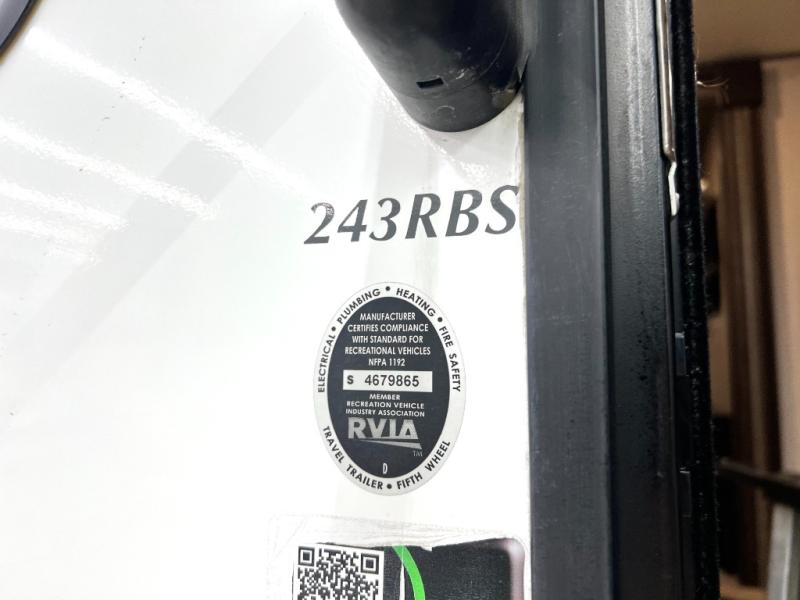 243RBS
ELECTRICAL • PLUMBING • HEATING • FIRE SAFETY
MANUFACTURER
CERTIFIES COMPLIANCE
WITH STANDARD FOR
RECREATIONAL VEHICLES
NFPA 1192
S 4679865
MEMBER
RECREATION VEHICLE
INDUSTRY ASSOCIATION
RVIA
TM
D
TRAVEL TRAILER • FIFTH WHEEL